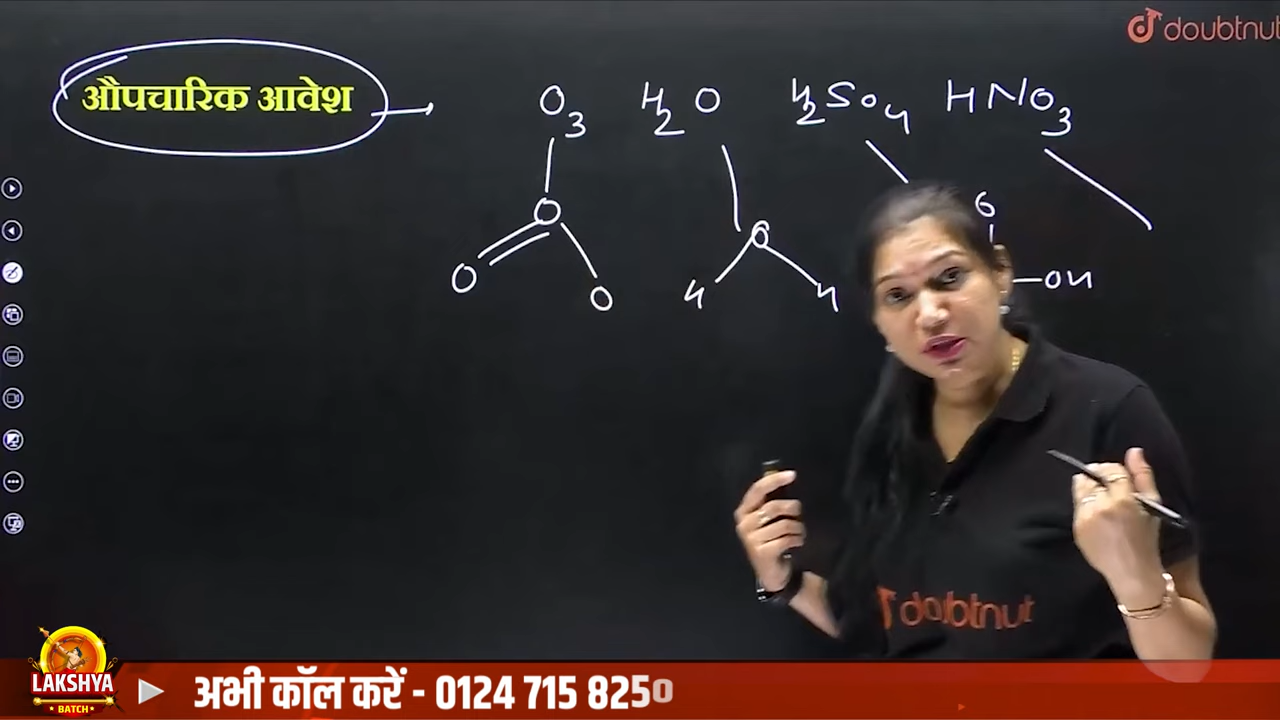 doubtnut
औपचारिक आवेश
O3 H2O H2SO4 HNO3
O
O O
O
H H
O
-OH
doubtnut
LAKSHYA
BATCH
अभी कॉल करें - 0124 715 8250